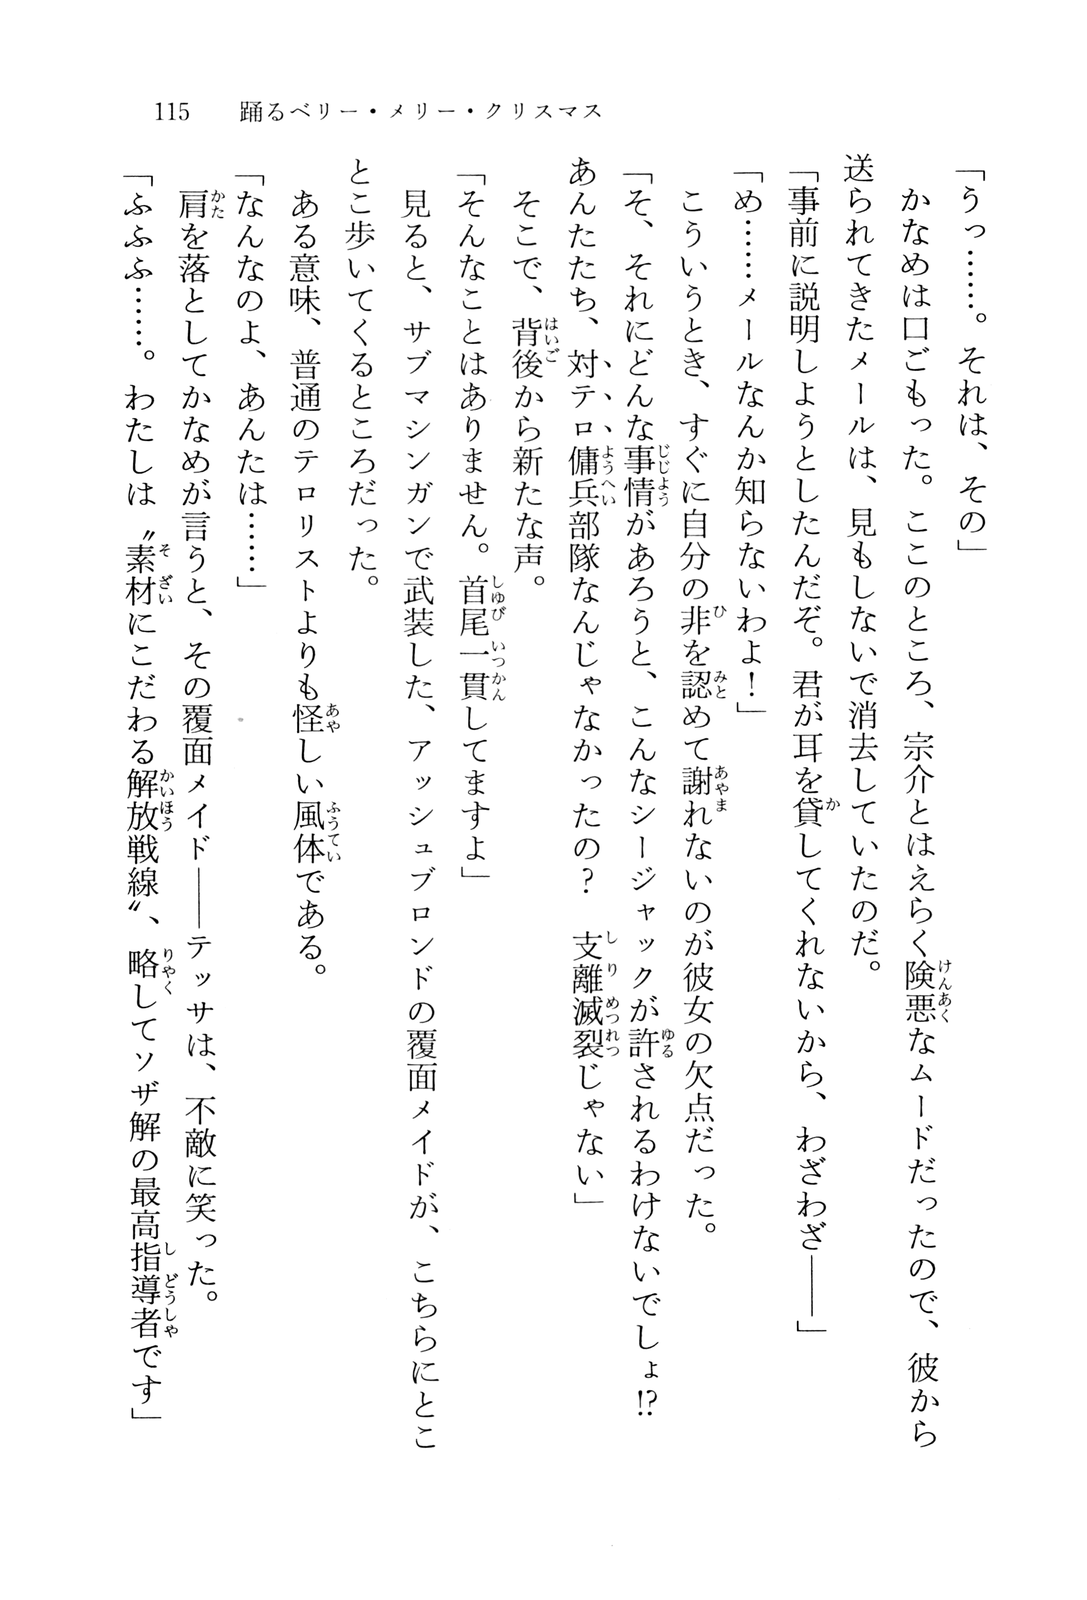 115　踊るベリー・メリー・クリスマス
「うっ……。それは、その」
　かなめは口ごもった。ここのところ、宗介とはえらく険悪なムードだったので、彼から
送られてきたメールは、見もしないで消去していたのだ。
「事前に説明しようとしたんだぞ。君が耳を貸してくれないから、わざわざ――」
「め……メールなんか知らないわよ！」
　こういうとき、すぐに自分の非を認めて謝れないのが彼女の欠点だった。
「そ、それにどんな事情があろうと、こんなシージャックが許されるわけないでしょ!?
あんたたち、対テロ傭兵部隊なんじゃなかったの？　支離滅裂じゃない」
　そこで、背後から新たな声。
「そんなことはありません。首尾一貫してますよ」
　見ると、サブマシンガンで武装した、アッシュブロンドの覆面メイドが、こちらにとこ
とこ歩いてくるところだった。
　ある意味、普通のテロリストよりも怪しい風体である。
「なんなのよ、あんたは……」
　肩を落としてかなめが言うと、その覆面メイド――テッサは、不敵に笑った。
「ふふふ……。わたしは〝素材にこだわる解放戦線〟、略してソザ解の最高指導者です」